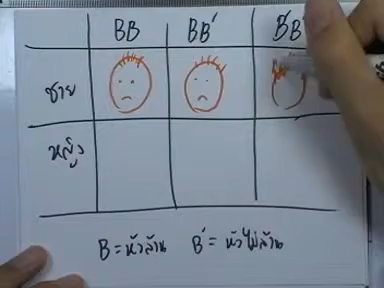 BB BB' B'B'
ชาย
หญิง
B = หัวล้าน B' = หัวไม่ล้าน